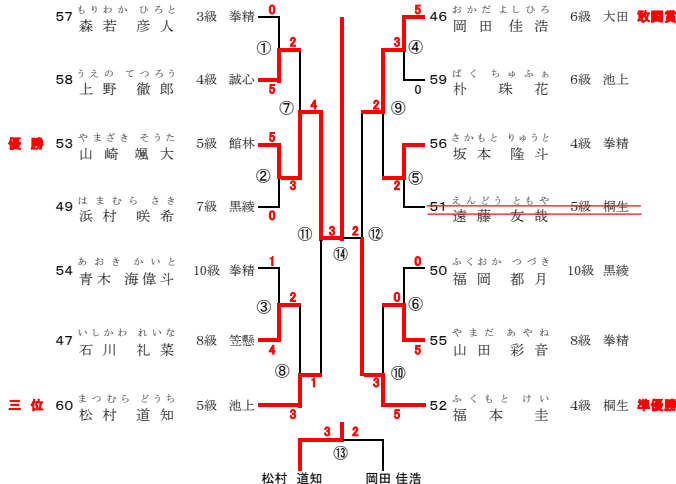 もりわか ひろと
57 森若 彦人 3級 拳精
うえの てつろう
58 上野 徹郎 4級 誠心
やまざき そうた
優勝 53 山崎 颯大 5級 館林
はまむら さき
49 浜村 咲希 7級 黒綾
あおき かいと
54 青木 海偉斗 10級 拳精
いしかわ れいな
47 石川 礼菜 8級 笠懸
まつむら どうち
三位 60 松村 道知 5級 池上
0
①
2
5
⑦
4
5
②
3
0
⑪
1
③
2
4
⑧
1
3
3 2
⑭
5
3
④
0
2
⑨
⑤
2
⑫
0
0
⑥
5
⑩
3
5
おかだ よしひろ
46 岡田 佳浩 6級 大田 敢闘賞
ぱく ちゅふぁ
59 朴 珠花 6級 池上
さかもと りゅうと
56 坂本 隆斗 4級 拳精
えんどう ともや
51 遠藤 友哉 5級 桐生
ふくおか つづき
50 福岡 都月 10級 黒綾
やまだ あやね
55 山田 彩音 8級 拳精
ふくもと けい
52 福本 圭 4級 桐生 準優勝
3 2
⑬
松村 道知 岡田 佳浩